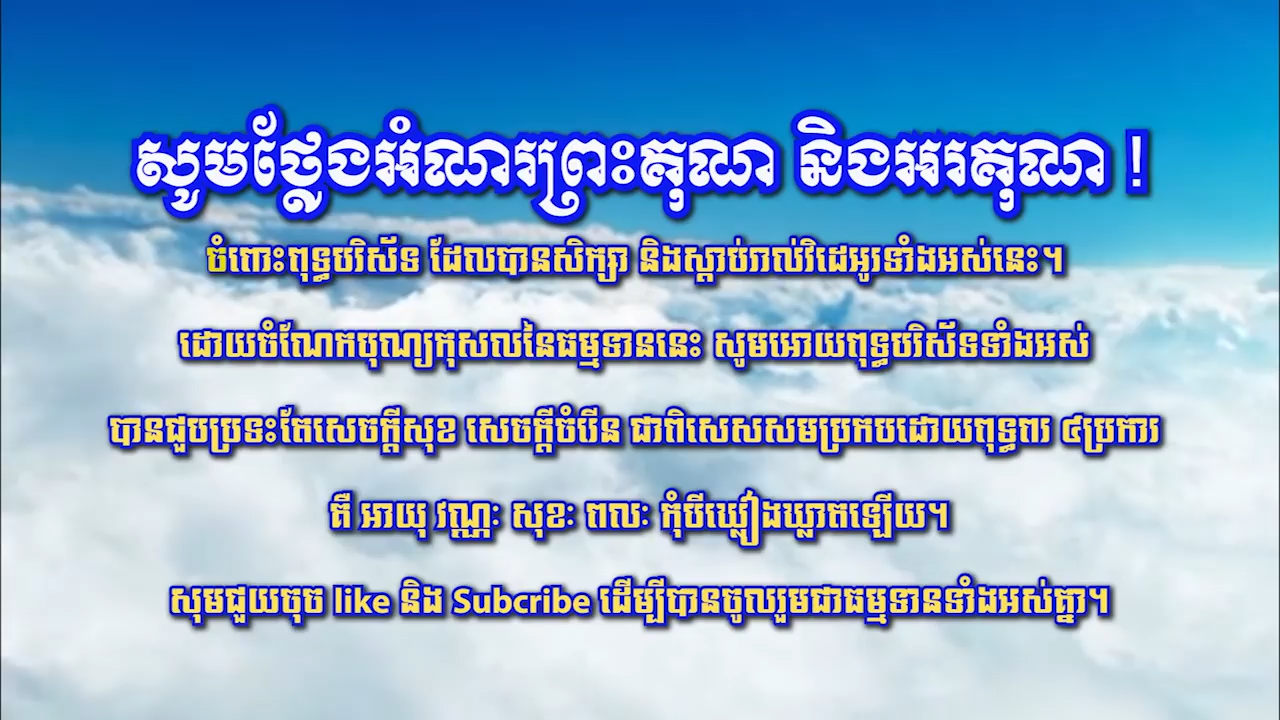 សូមថ្លែងអំណរព្រះគុណ និងអរគុណ !
ចំពោះពុទ្ធបរិស័ទ ដែលបានសិក្សា និងស្តាប់រាល់វិដេអូរទាំងអស់នេះ។
ដោយចំណែកបុណ្យកុសលនៃធម្មទាននេះ សូមអោយពុទ្ធបរិស័ទទាំងអស់
បានជួបប្រទះតែសេចក្តីសុខ សេចក្តីចំរើន ជាពិសេសសមប្រកបដោយពុទ្ធពរ ៤ប្រការ
គឺ អាយុ វណ្ណៈ សុខៈ ពលៈ កុំបីឃ្លៀងឃ្លាតឡើយ។
សុមជួយចុច like និង Subcribe ដើម្បីបានចូលរួមជាធម្មទានទាំងអស់គ្នា។